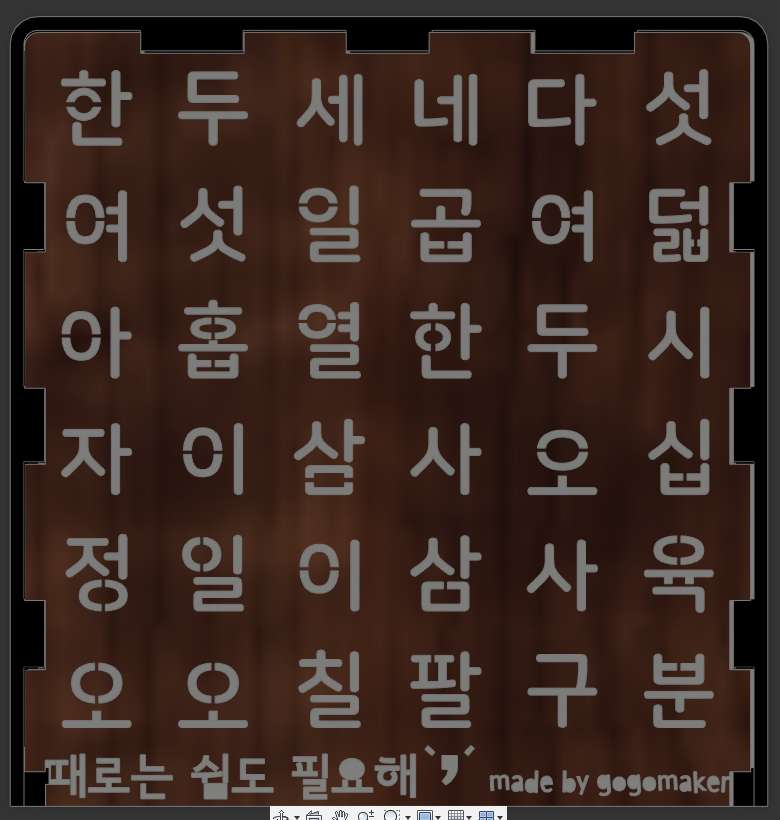 한 두 세 네 다 섯
여 섯 일 곱 여 덟
아 홉 열 한 두 시
자 이 삼 사 오 십
정 일 이 삼 사 육
오 오 칠 팔 구 분
때로는 쉼도 필요해 , made by gogomaker